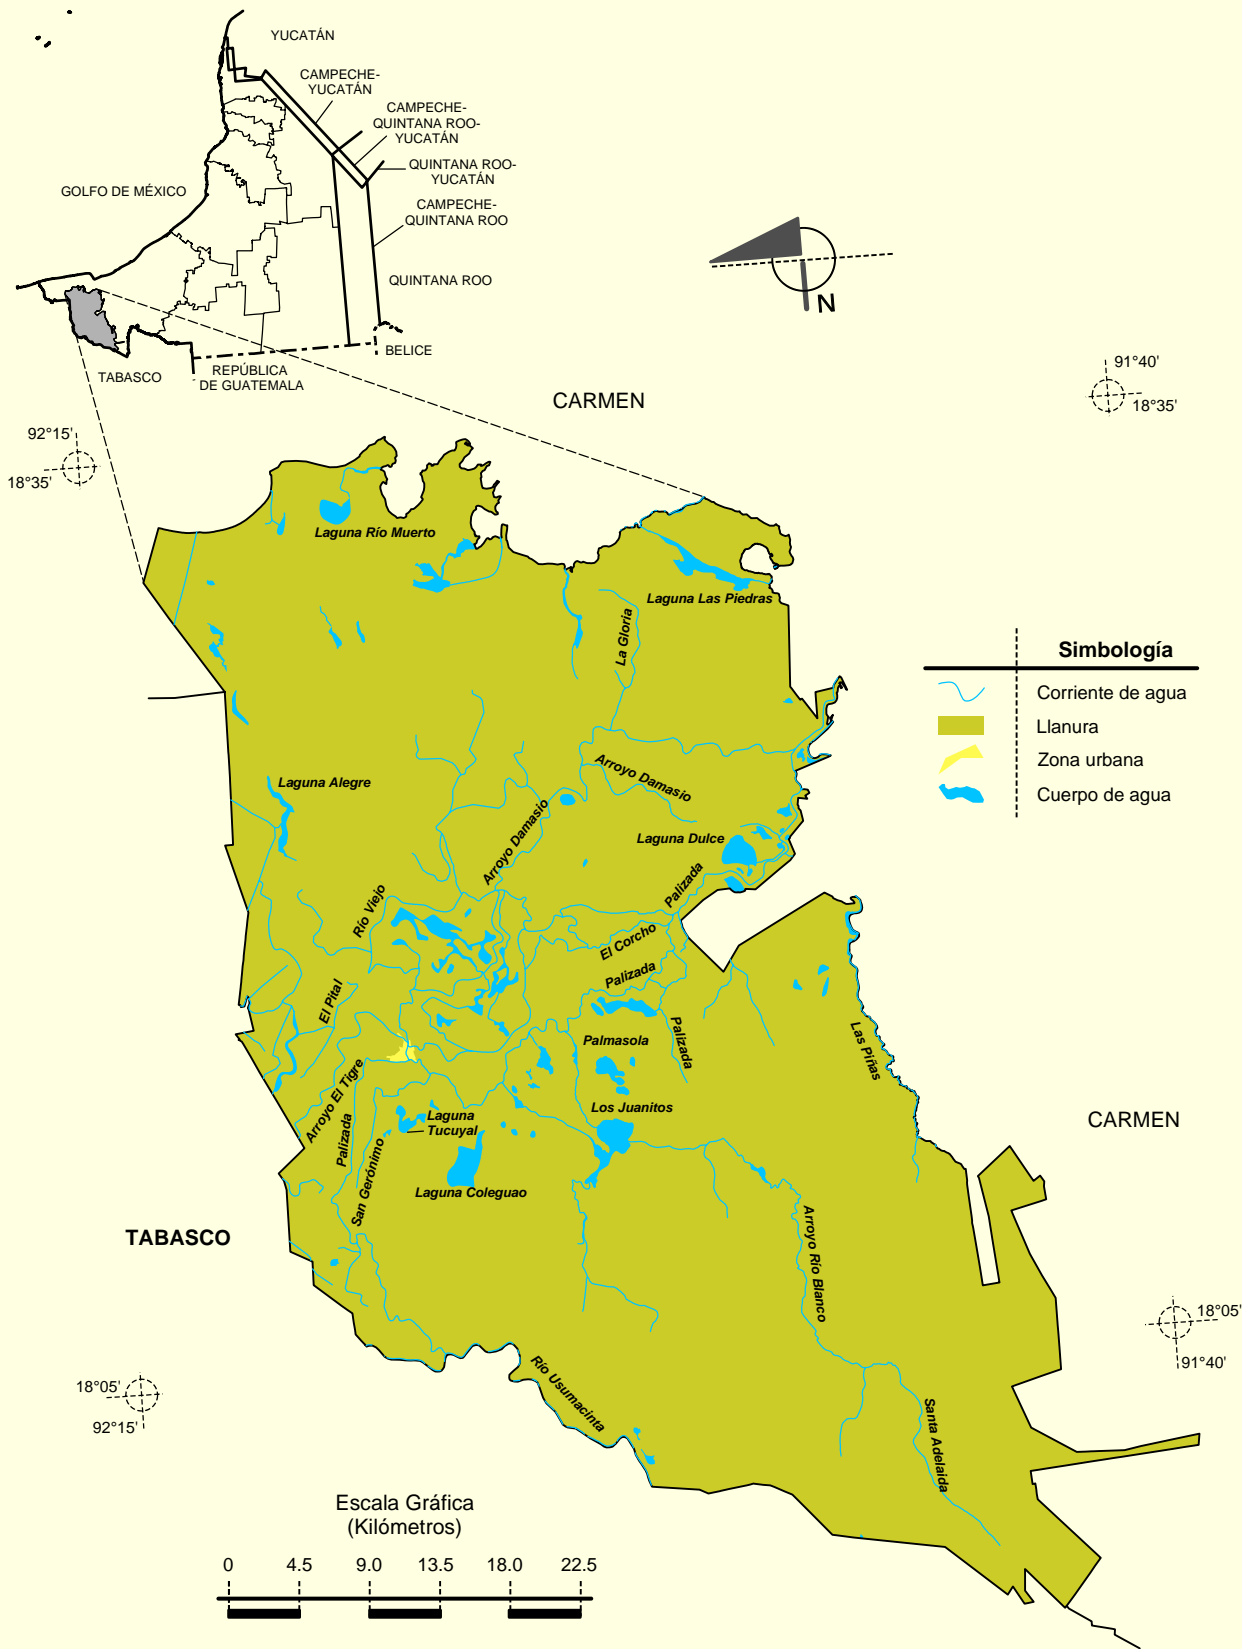 YUCATÁN
CAMPECHE-
YUCATÁN
CAMPECHE-
QUINTANA ROO-
YUCATÁN
QUINTANA ROO-
YUCATÁN
GOLFO DE MÉXICO
CAMPECHE-
QUINTANA ROO
QUINTANA ROO
BELICE
TABASCO
REPÚBLICA
DE GUATEMALA
N
CARMEN
91°40'
18°35'
92°15'
18°35'
Laguna Río Muerto
Laguna Las Piedras
La Gloria
Simbología
Corriente de agua
Llanura
Zona urbana
Cuerpo de agua
Arroyo Damasio
Laguna Alegre
Arroyo Damasio
Laguna Dulce
Palizada
Río Viejo
El Corcho
Palizada
El Pital
Palizada
Palmasola
Las Piñas
Arroyo El Tigre
Los Juanitos
Laguna
Tucuyal
Palizada
San Gerónimo
CARMEN
Laguna Coleguao
TABASCO
Arroyo Río Blanco
18°05'
91°40'
Río Usumacinta
18°05'
92°15'
Santa Adelaida
Escala Gráfica
(Kilómetros)
0 4.5 9.0 13.5 18.0 22.5